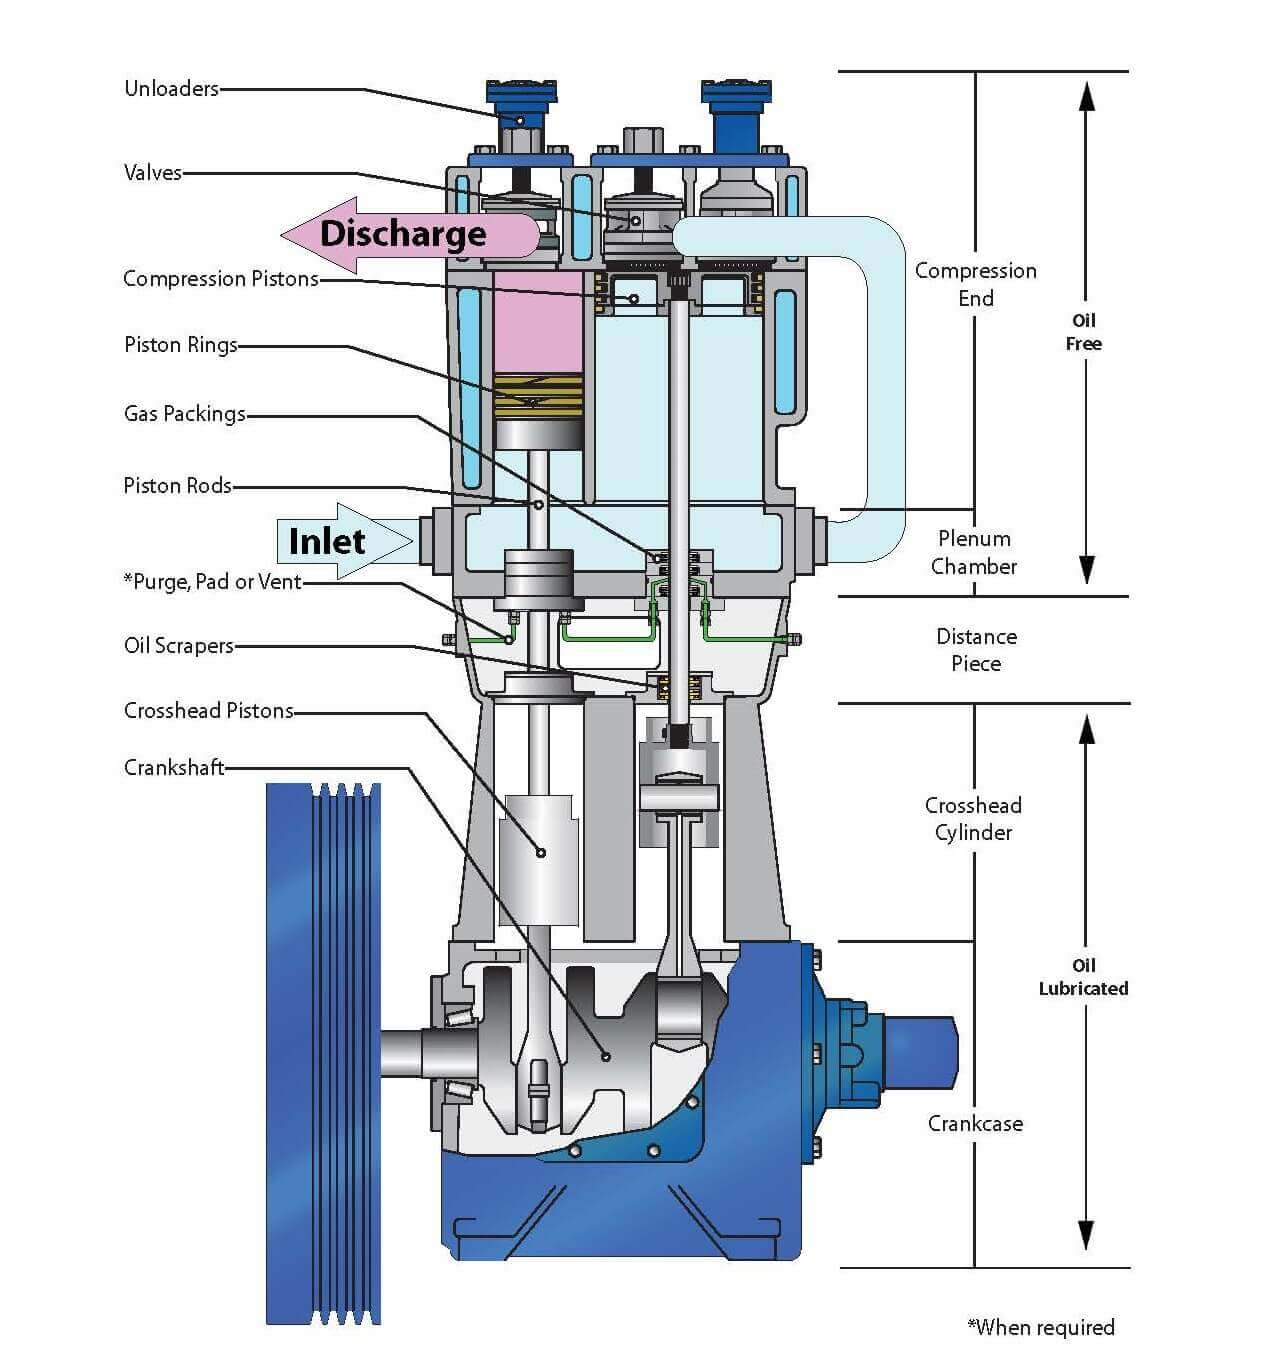 Unloaders
Valves
Discharge
Compression Pistons
Compression
End
Oil
Free
Piston Rings
Gas Packings
Piston Rods
Inlet
Plenum
Chamber
*Purge, Pad or Vent
Distance
Piece
Oil Scrapers
Crosshead Pistons
Crankshaft
Crosshead
Cylinder
Oil
Lubricated
Crankcase
*When required